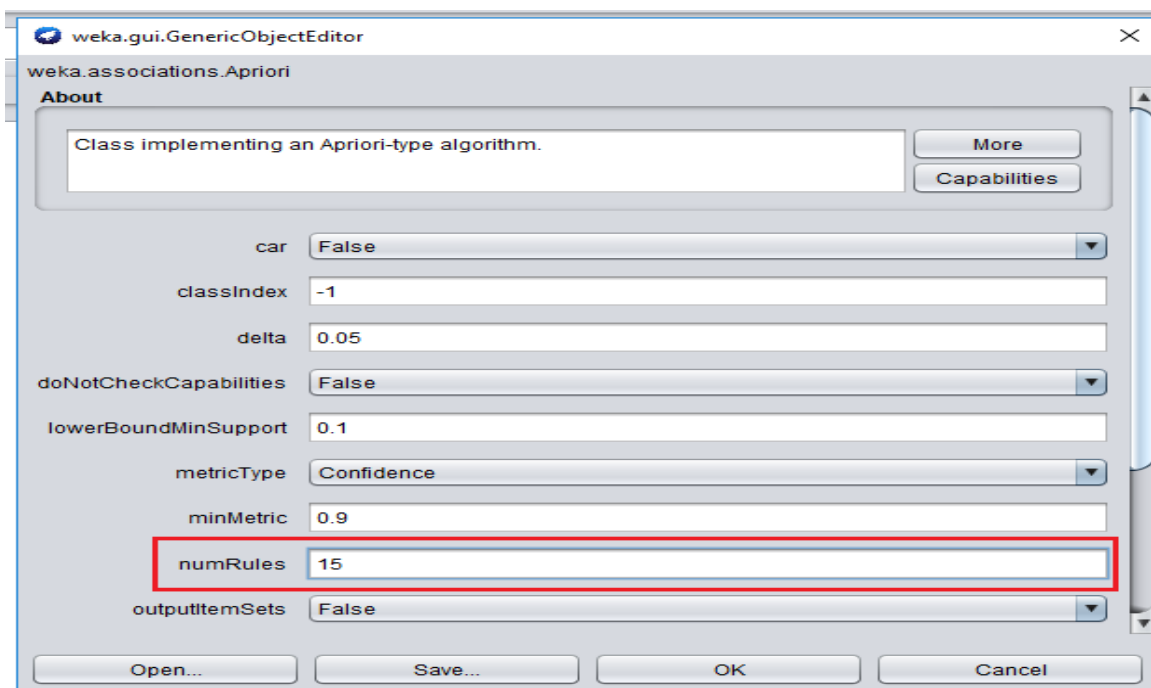 weka.gui.GenericObjectEditor
weka.associations.Apriori
About
Class implementing an Apriori-type algorithm.
More
Capabilities
car False
classIndex -1
delta 0.05
doNotCheckCapabilities False
lowerBoundMinSupport 0.1
metricType Confidence
minMetric 0.9
numRules 15
outputItemSets False
Open... Save... OK Cancel